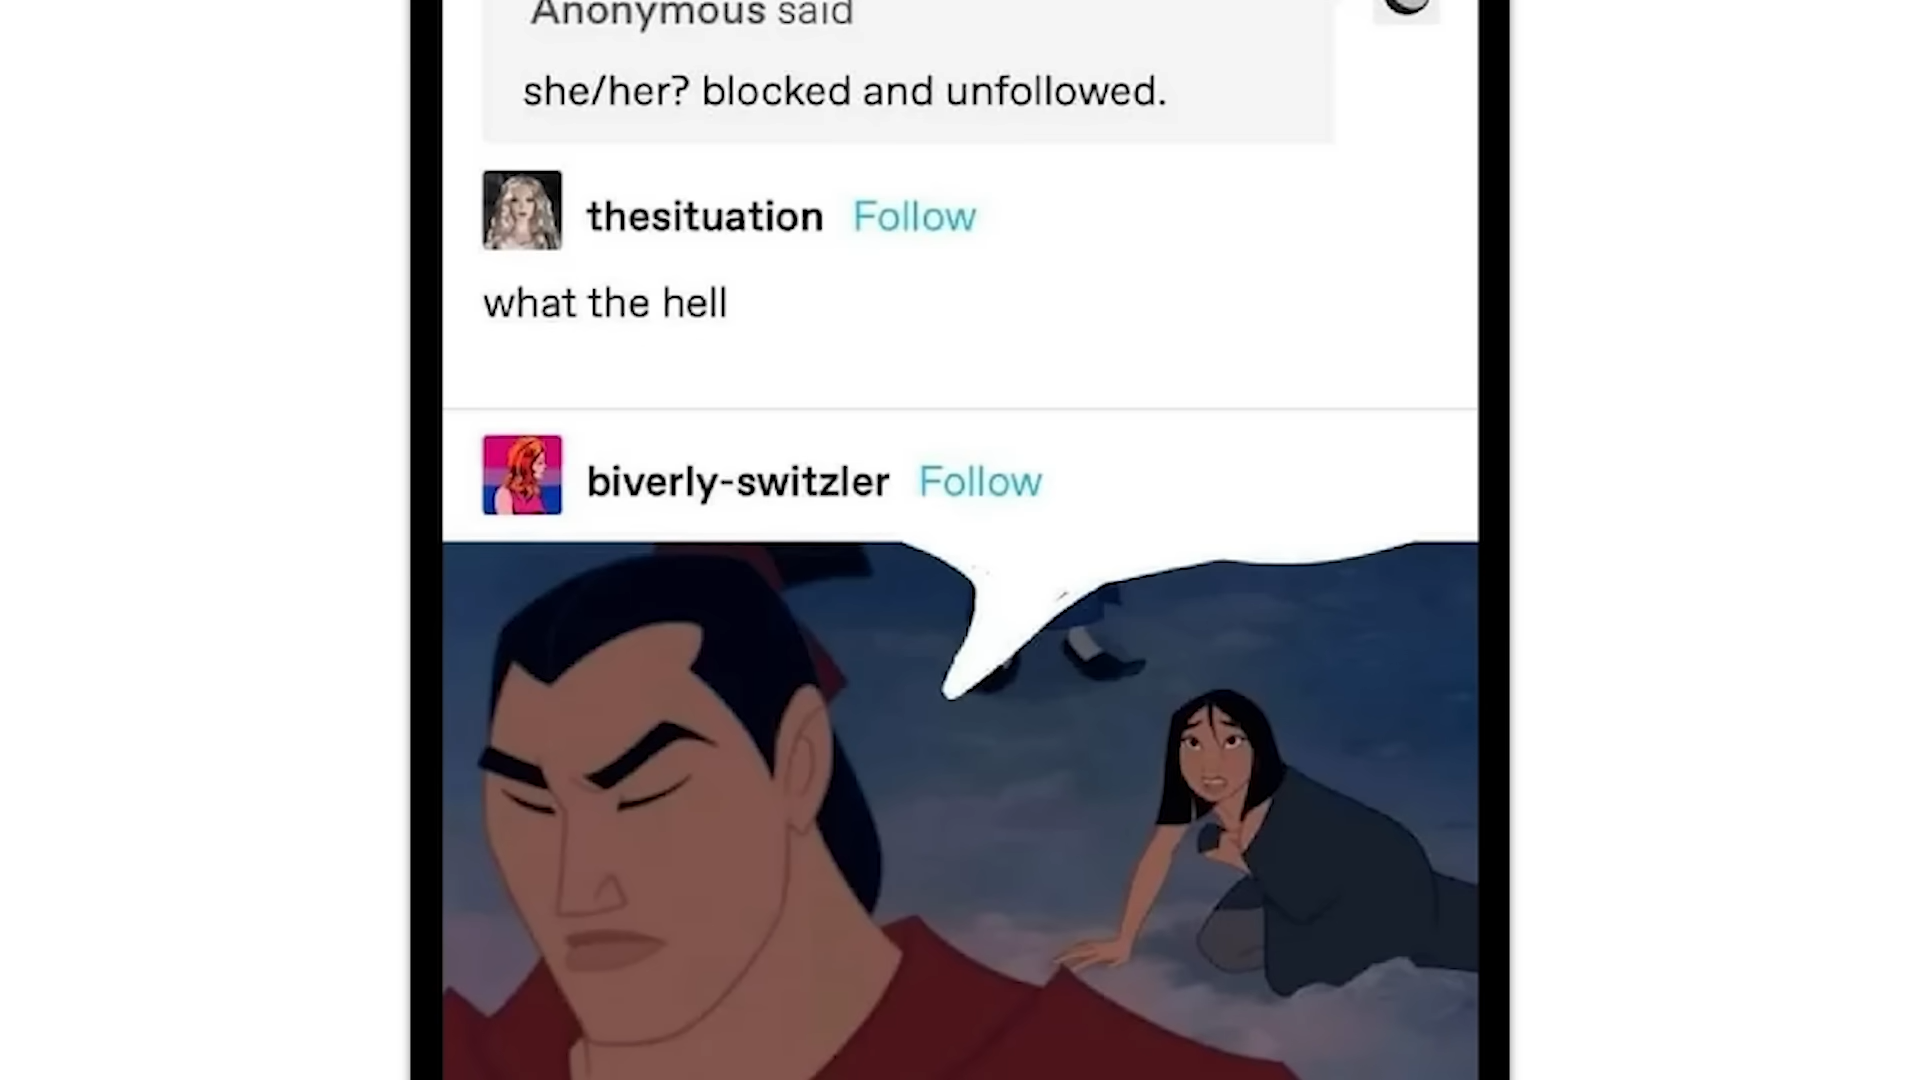 Anonymous said
she/her? blocked and unfollowed.
thesituation Follow
what the hell
biverly-switzler Follow